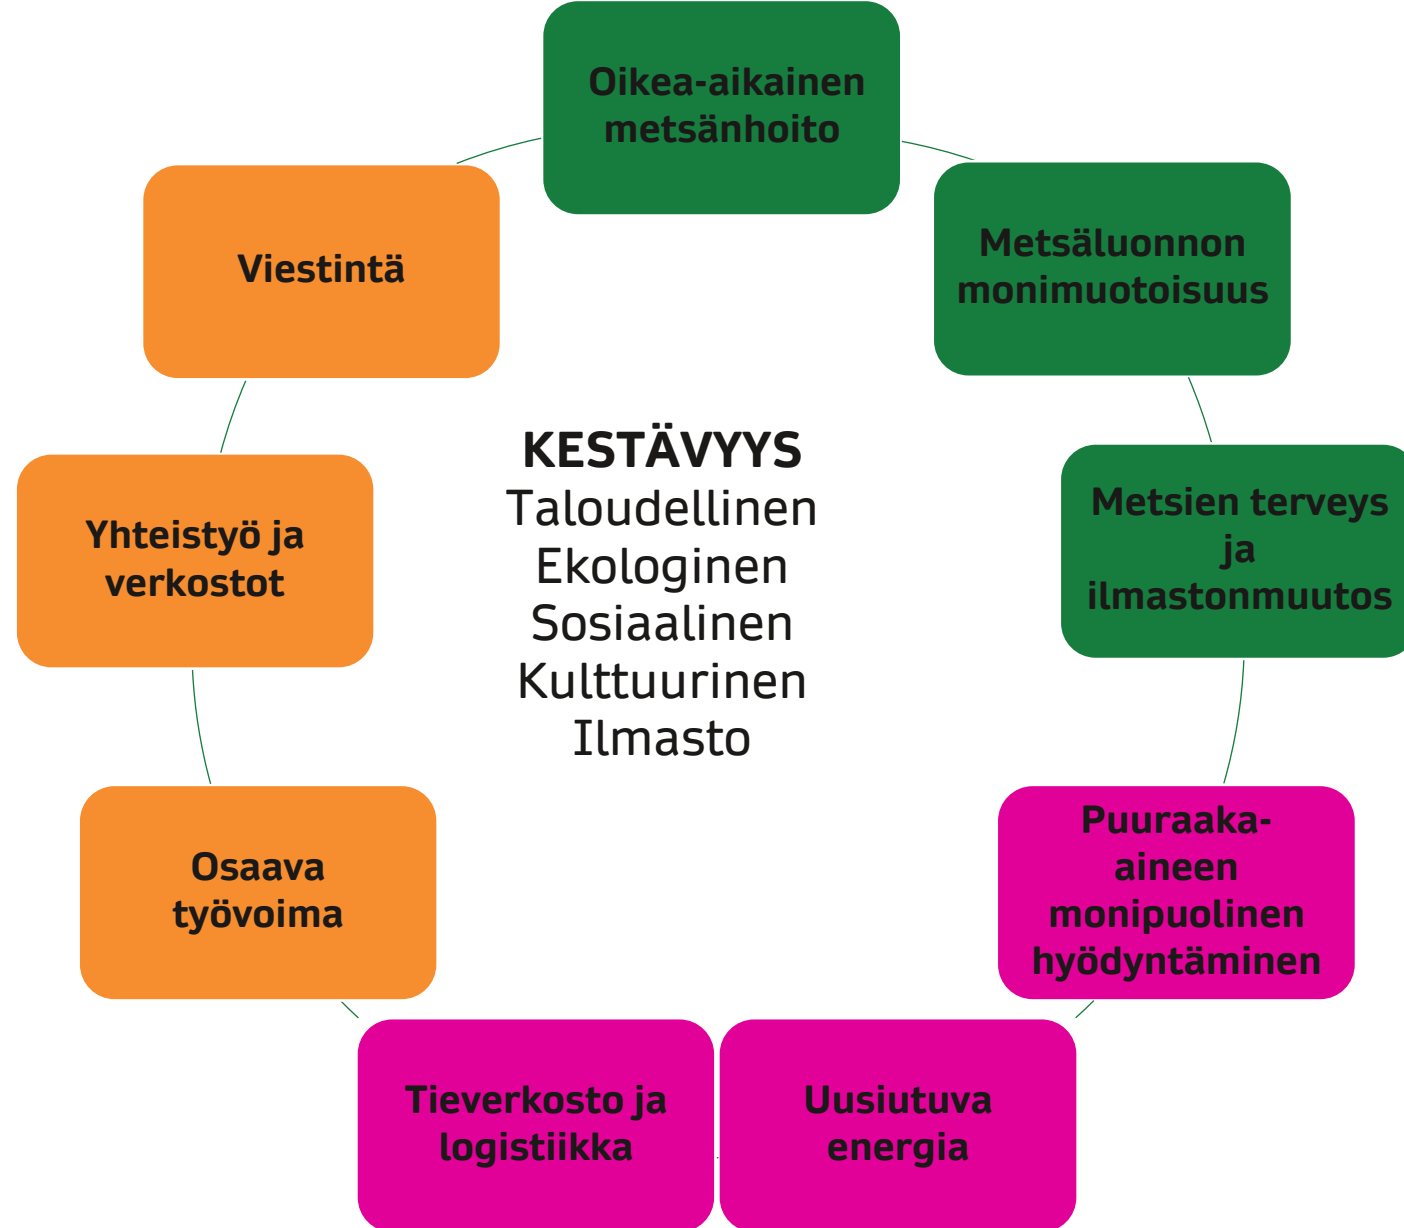 Oikea-aikainen
metsänhoito
Metsäluonnon
monimuotoisuus
Metsien terveys
ja
ilmastonmuutos
Puuraaka-
aineen
monipuolinen
hyödyntäminen
Uusiutuva
energia
Tieverkosto ja
logistiikka
Osaava
työvoima
Yhteistyö ja
verkostot
Viestintä
KESTÄVYYS
Taloudellinen
Ekologinen
Sosiaalinen
Kulttuurinen
Ilmasto